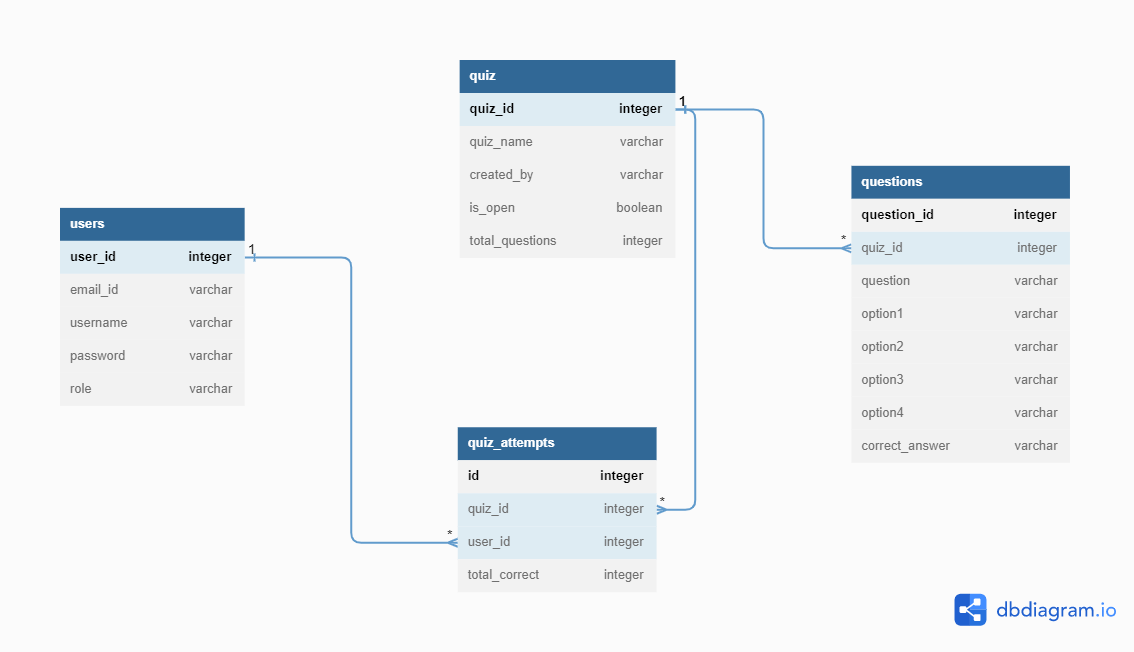 quiz
quiz_id integer
quiz_name varchar
created_by varchar
is_open boolean
total_questions integer
1
users
user_id integer
email_id varchar
username varchar
password varchar
role varchar
1
questions
question_id integer
quiz_id integer
question varchar
option1 varchar
option2 varchar
option3 varchar
option4 varchar
correct_answer varchar
*
quiz_attempts
id integer
quiz_id integer
user_id integer
total_correct integer
*
*
dbdiagram.io